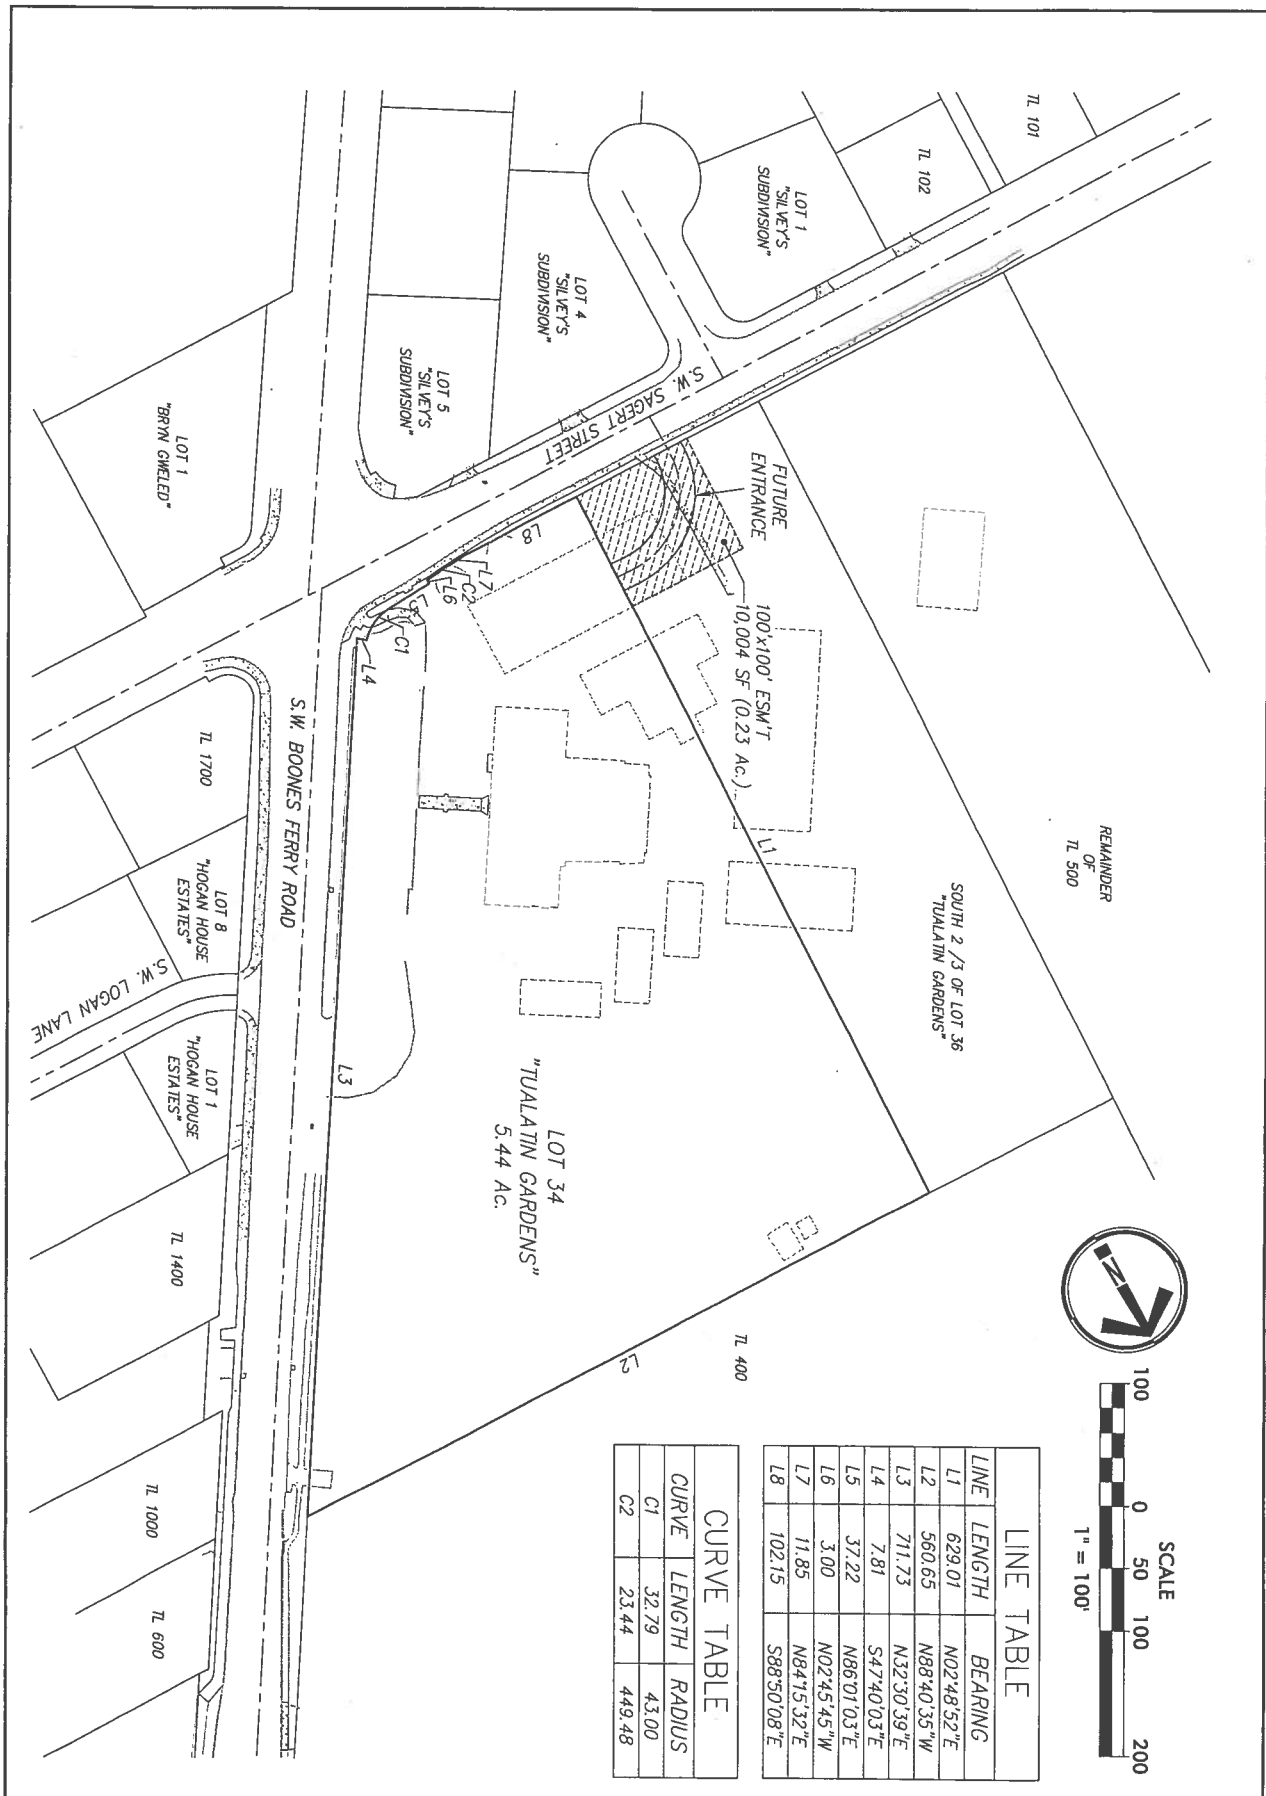 TL 101
TL 102
LOT 1
"SILVEY'S
SUBDIVISION"
LOT 4
"SILVEY'S
SUBDIVISION"
LOT 5
"SILVEY'S
SUBDIVISION"
LOT 1
"BRYN GWELED"
S.W. SAGERT STREET
FUTURE
ENTRANCE
100'x100' ESM'T
10,004 SF (0.23 Ac.)
L8
L7
C2
L6
L5
C1
L4
S.W. BOONES FERRY ROAD
TL 1700
LOT 8
"HOGAN HOUSE
ESTATES"
S.W. LOGAN LANE
LOT 1
"HOGAN HOUSE
ESTATES"
TL 1400
TL 1000
TL 600
L1
L3
L2
REMAINDER
OF
TL 500
SOUTH 2 /3 OF LOT 36
"TUALATIN GARDENS"
LOT 34
"TUALATIN GARDENS"
5.44 Ac.
TL 400
N
SCALE
100 0 50 100 200
1" = 100'
LINE TABLE
LINE LENGTH BEARING
L1 629.01 N02°48'52"E
L2 560.65 N88°40'35"W
L3 711.73 N32°30'39"E
L4 7.81 S47°40'03"E
L5 37.22 N86°01'03"E
L6 3.00 N02°45'45"W
L7 11.85 N84°15'32"E
L8 102.15 S88°50'08"E
CURVE TABLE
CURVE LENGTH RADIUS
C1 32.79 43.00
C2 23.44 449.48